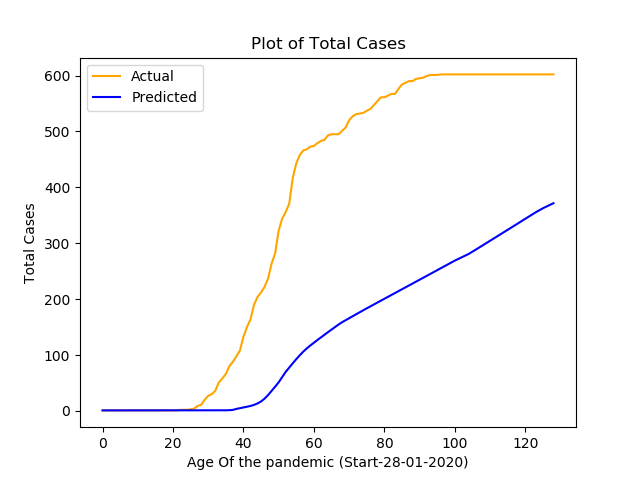 Plot of Total Cases
Actual
Predicted
600
500
400
300
200
100
0
Total Cases
0 20 40 60 80 100 120
Age Of the pandemic (Start-28-01-2020)